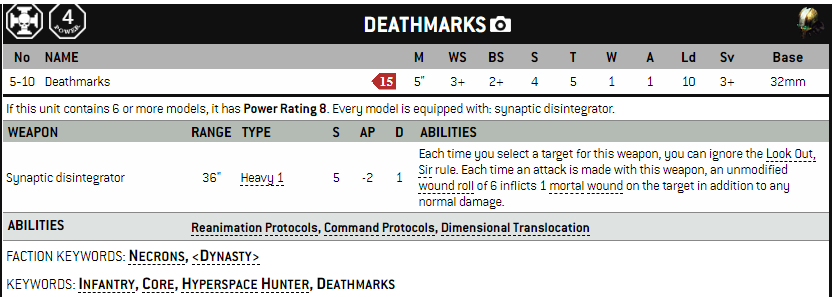 4
POWER
DEATHMARKS
No NAME M WS BS S T W A Ld Sv Base
5-10 Deathmarks 15 5" 3+ 2+ 4 5 1 1 10 3+ 32mm
If this unit contains 6 or more models, it has Power Rating 8. Every model is equipped with: synaptic disintegrator.
WEAPON RANGE TYPE S AP D ABILITIES
Synaptic disintegrator 36" Heavy 1 5 -2 1 Each time you select a target for this weapon, you can ignore the Look Out,
Sir rule. Each time an attack is made with this weapon, an unmodified
wound roll of 6 inflicts 1 mortal wound on the target in addition to any
normal damage.
ABILITIES Reanimation Protocols, Command Protocols, Dimensional Translocation
FACTION KEYWORDS: NECRONS, <DYNASTY>
KEYWORDS: INFANTRY, CORE, HYPERSPACE HUNTER, DEATHMARKS